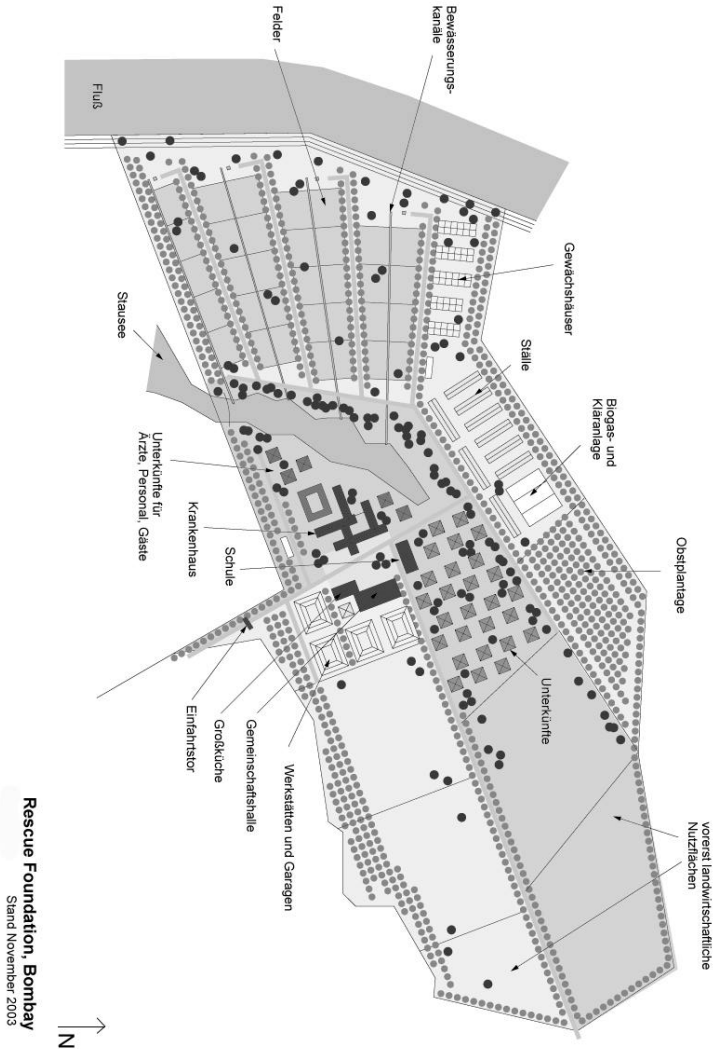 Fluß
Felder
Bewässerungs-
kanäle
Gewächshäuser
Ställe
Biogas- und
Kläranlage
Obstplantage
Stausee
Unterkünfte für
Ärzte, Personal, Gäste
Krankenhaus
Schule
Unterkünfte
vorerst landwirtschaftliche
Nutzflächen
Einfahrtstor
Großküche
Gemeinschaftshalle
Werkstätten und Garagen
Rescue Foundation, Bombay
Stand November 2003
N